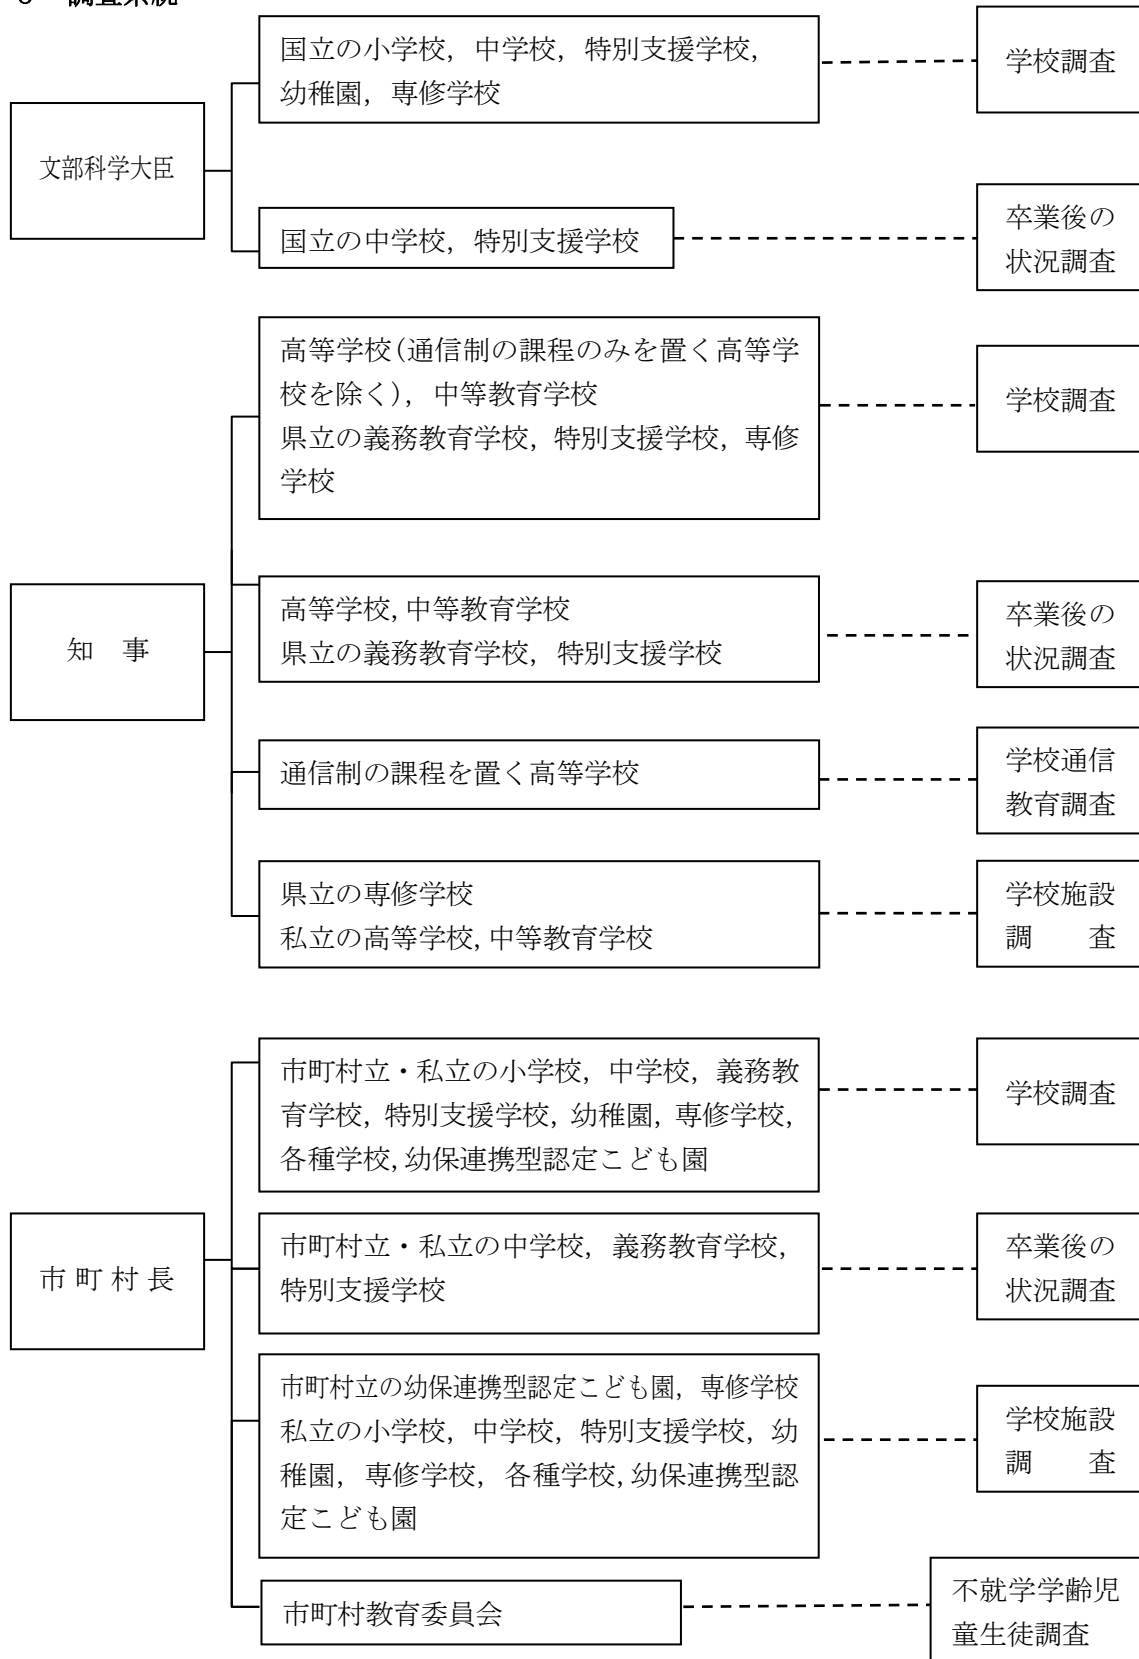 調査系統
国立の小学校，中学校，特別支援学校，
幼稚園，専修学校
学校調査
文部科学大臣
国立の中学校，特別支援学校
卒業後の
状況調査
高等学校(通信制の課程のみを置く高等学
校を除く)，中等教育学校
県立の義務教育学校，特別支援学校，専修
学校
学校調査
知　事
高等学校,中等教育学校
県立の義務教育学校，特別支援学校
卒業後の
状況調査
通信制の課程を置く高等学校
学校通信
教育調査
県立の専修学校
私立の高等学校,中等教育学校
学校施設
調　　査
市町村立・私立の小学校，中学校，義務教
育学校,特別支援学校,幼稚園，専修学校,
各種学校,幼保連携型認定こども園
学校調査
市 町 村 長
市町村立・私立の中学校，義務教育学校,
特別支援学校
卒業後の
状況調査
市町村立の幼保連携型認定こども園，専修学校
私立の小学校，中学校，特別支援学校，幼
稚園，専修学校，各種学校,幼保連携型認
定こども園
学校施設
調　　査
市町村教育委員会
不就学学齢児
童生徒調査